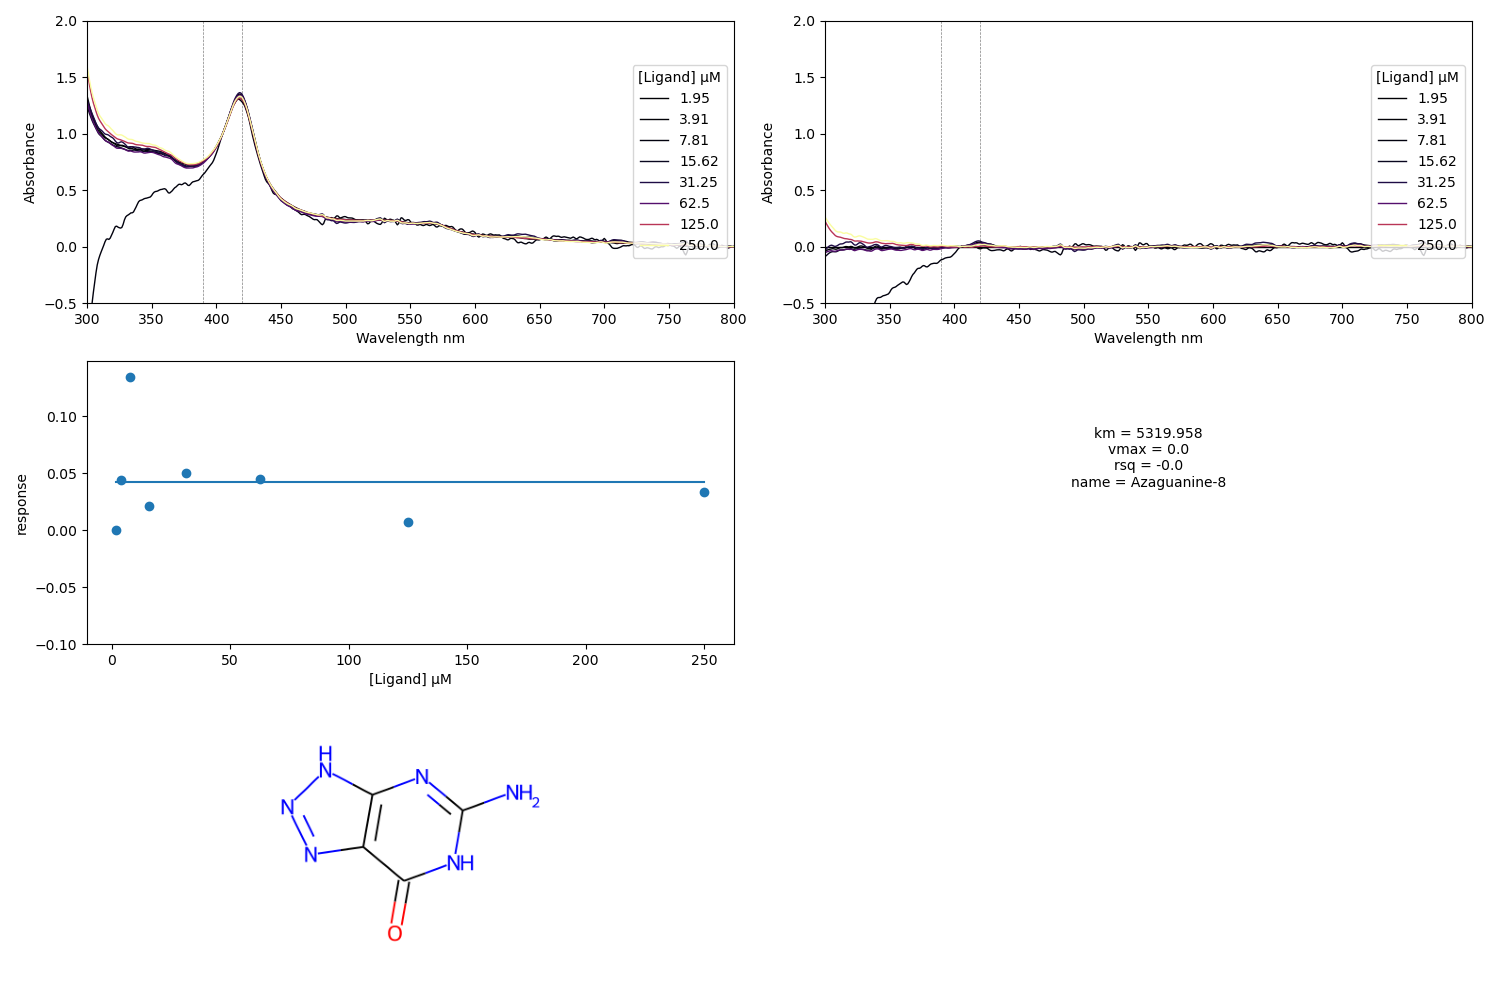 2.0
1.5
1.0
0.5
0.0
−0.5
Absorbance
[Ligand] μM
1.95
3.91
7.81
15.62
31.25
62.5
125.0
250.0
300 350 400 450 500 550 600 650 700 750 800
Wavelength nm
2.0
1.5
1.0
0.5
0.0
−0.5
Absorbance
[Ligand] μM
1.95
3.91
7.81
15.62
31.25
62.5
125.0
250.0
300 350 400 450 500 550 600 650 700 750 800
Wavelength nm
0.10
0.05
0.00
−0.05
−0.10
response
0 50 100 150 200 250
[Ligand] μM
km = 5319.958
vmax = 0.0
rsq = -0.0
name = Azaguanine-8
H
N
N
N
N
NH2
NH
O